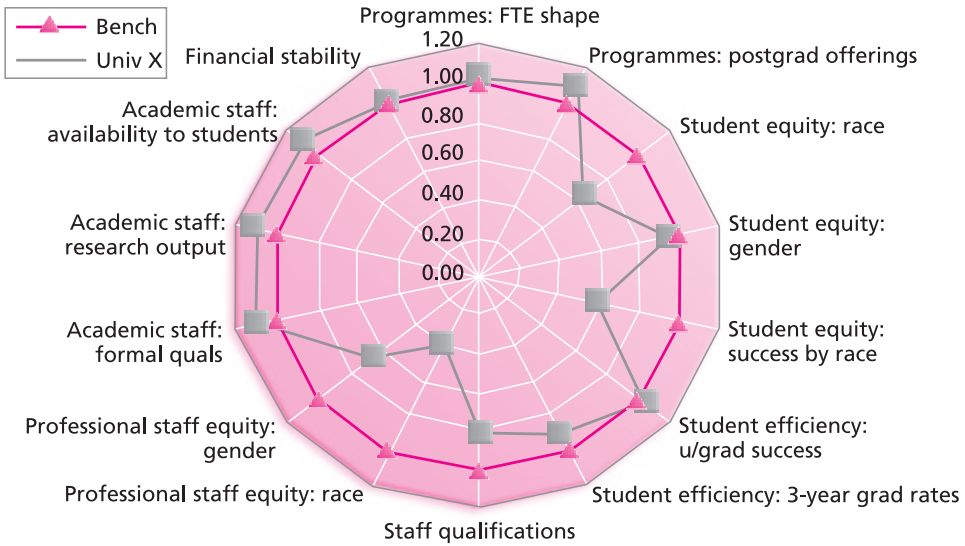 Bench
Univ X
Programmes: FTE shape
Programmes: postgrad offerings
Student equity: race
Student equity:
gender
Student equity:
success by race
Student efficiency:
u/grad success
Student efficiency: 3-year grad rates
Staff qualifications
Professional staff equity: race
Professional staff equity:
gender
Academic staff:
formal quals
Academic staff:
research output
Academic staff:
availability to students
Financial stability
1.20
1.00
0.80
0.60
0.40
0.20
0.00